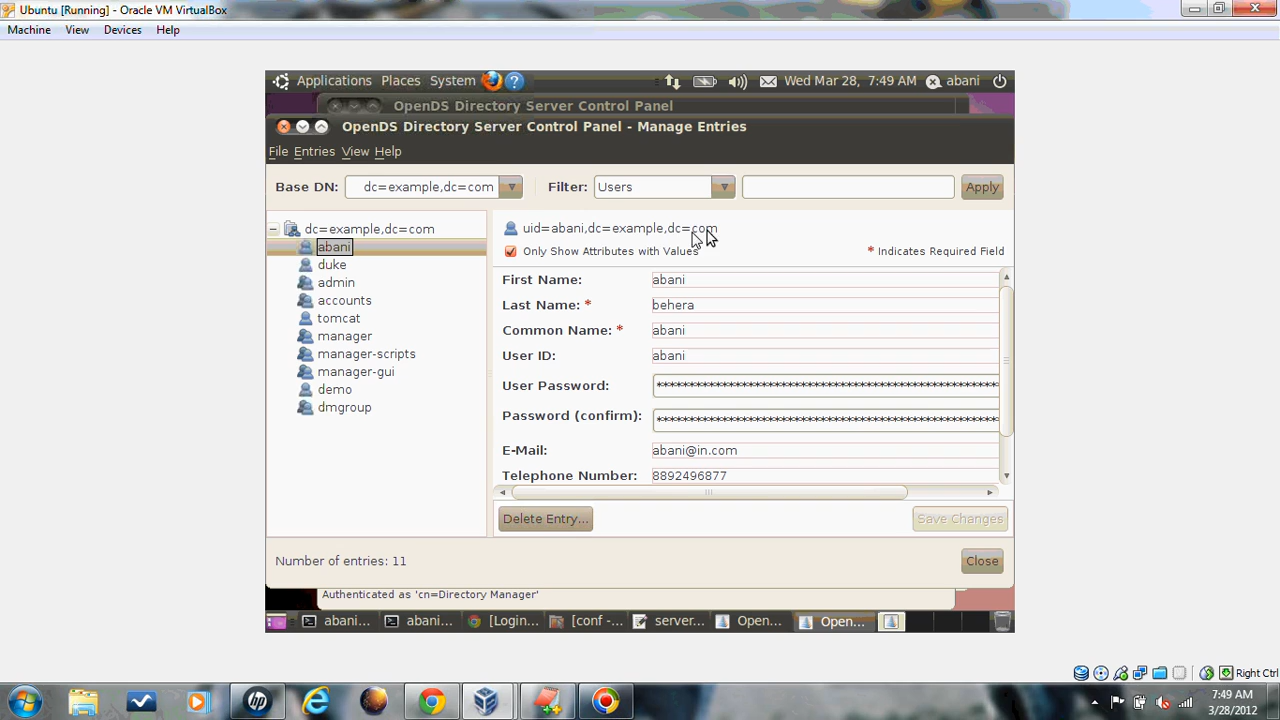 Ubuntu [Running] - Oracle VM VirtualBox
Machine View Devices Help
Applications Places System Wed Mar 28, 7:49 AM abani
OpenDS Directory Server Control Panel
OpenDS Directory Server Control Panel - Manage Entries
File Entries View Help
Base DN: dc=example,dc=com Filter: Users Apply
dc=example,dc=com
abani
duke
admin
accounts
tomcat
manager
manager-scripts
manager-gui
demo
dmgroup
uid=abani,dc=example,dc=com
Only Show Attributes with Values * Indicates Required Field
First Name: abani
Last Name: * behera
Common Name: * abani
User ID: abani
User Password: ****************************************************
Password (confirm): ****************************************************
E-Mail: abani@in.com
Telephone Number: 8892496877
Delete Entry... Save Changes
Number of entries: 11 Close
Authenticated as 'cn=Directory Manager'
abani... abani... [Login... [conf -... server... Open... Open...
Right Ctrl
7:49 AM
3/28/2012